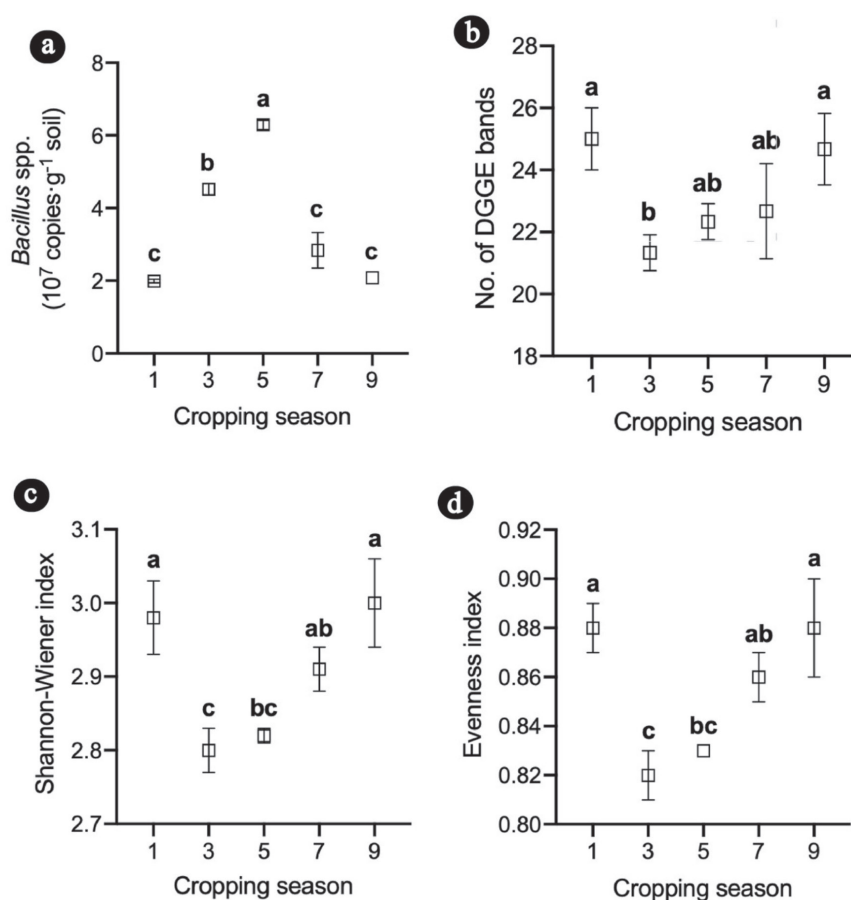 a
Bacillus spp.
(10⁷ copies·g⁻¹ soil)
8
6
4
2
0
c
b
a
c
c
1 3 5 7 9
Cropping season
b
No. of DGGE bands
28
26
24
22
20
18
a
b
ab
ab
a
1 3 5 7 9
Cropping season
c
Shannon-Wiener index
3.1
3.0
2.9
2.8
2.7
a
c
bc
ab
a
1 3 5 7 9
Cropping season
d
Evenness index
0.92
0.90
0.88
0.86
0.84
0.82
0.80
a
c
bc
ab
a
1 3 5 7 9
Cropping season